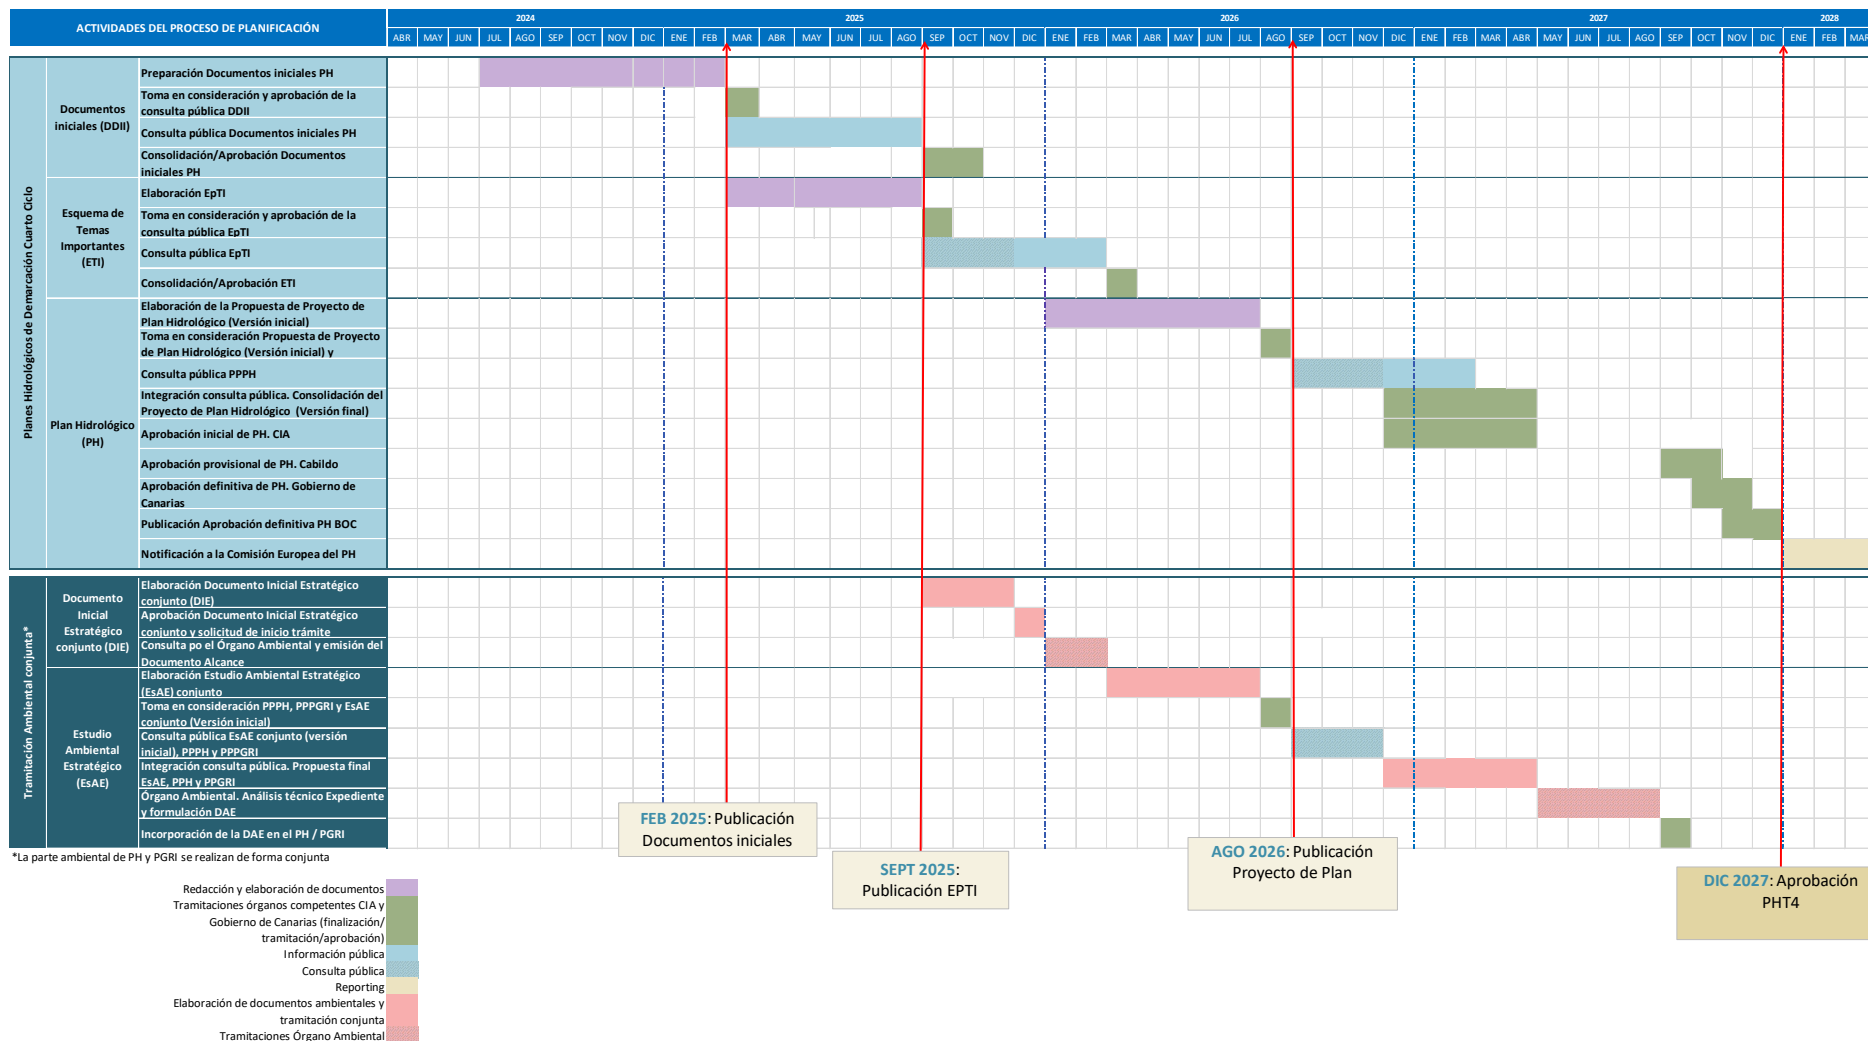 ACTIVIDADES DEL PROCESO DE PLANIFICACIÓN
2024 2025 2026 2027 2028
ABR MAY JUN JUL AGO SEP OCT NOV DIC ENE FEB MAR ABR MAY JUN JUL AGO SEP OCT NOV DIC ENE FEB MAR ABR MAY JUN JUL AGO SEP OCT NOV DIC ENE FEB MAR ABR MAY JUN JUL AGO SEP OCT NOV DIC ENE FEB MAR
Planes Hidrológicos de Demarcación Cuarto Ciclo
Documentos
iniciales (DDII)
Preparación Documentos iniciales PH
Toma en consideración y aprobación de la
consulta pública DDII
Consulta pública Documentos iniciales PH
Consolidación/Aprobación Documentos
iniciales PH
Esquema de
Temas
Importantes
(ETI)
Elaboración EpTI
Toma en consideración y aprobación de la
consulta pública EpTI
Consulta pública EpTI
Consolidación/Aprobación ETI
Plan Hidrológico
(PH)
Elaboración de la Propuesta de Proyecto de
Plan Hidrológico (Versión inicial)
Toma en consideración Propuesta de Proyecto
de Plan Hidrológico (Versión inicial) y
Consulta pública PPPH
Integración consulta pública. Consolidación del
Proyecto de Plan Hidrológico (Versión final)
Aprobación inicial de PH. CIA
Aprobación provisional de PH. Cabildo
Aprobación definitiva de PH. Gobierno de
Canarias
Publicación Aprobación definitiva PH BOC
Notificación a la Comisión Europea del PH
Tramitación Ambiental conjunta*
Documento
Inicial
Estratégico
conjunto (DIE)
Elaboración Documento Inicial Estratégico
conjunto (DIE)
Aprobación Documento Inicial Estratégico
conjunto y solicitud de inicio trámite
Consulta po el Órgano Ambiental y emisión del
Documento Alcance
Estudio
Ambiental
Estratégico
(EsAE)
Elaboración Estudio Ambiental Estratégico
(EsAE) conjunto
Toma en consideración PPPH, PPPGRI y EsAE
conjunto (Versión inicial)
Consulta pública EsAE conjunto (versión
inicial), PPPH y PPPGRI
Integración consulta pública. Propuesta final
EsAE, PPH y PPGRI
Órgano Ambiental. Análisis técnico Expediente
y formulación DAE
Incorporación de la DAE en el PH / PGRI
*La parte ambiental de PH y PGRI se realizan de forma conjunta
FEB 2025: Publicación
Documentos iniciales
SEPT 2025:
Publicación EPTI
AGO 2026: Publicación
Proyecto de Plan
DIC 2027: Aprobación
PHT4
Redacción y elaboración de documentos
Tramitaciones órganos competentes CIA y
Gobierno de Canarias (finalización/
tramitación/aprobación)
Información pública
Consulta pública
Reporting
Elaboración de documentos ambientales y
tramitación conjunta
Tramitaciones Órgano Ambiental